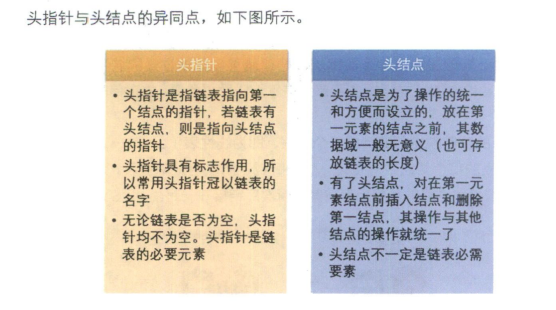 头指针与头结点的异同点，如下图所示。
头指针
• 头指针是指链表指向第一
个结点的指针，若链表有
头结点，则是指向头结点
的指针
• 头指针具有标志作用，所
以常用头指针冠以链表的
名字
• 无论链表是否为空，头指
针均不为空。头指针是链
表的必要元素
头结点
• 头结点是为了操作的统一
和方便而设立的，放在第
一元素的结点之前，其数
据域一般无意义（也可存
放链表的长度）
• 有了头结点，对在第一元
素结点前插入结点和删除
第一结点，其操作与其他
结点的操作就统一了
• 头结点不一定是链表必需
要素